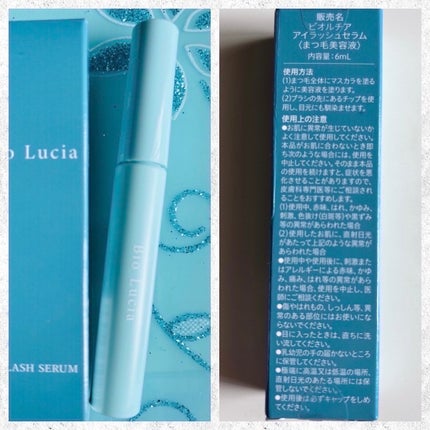 o Lucia
LASH SERUM
Bio Lucia
販売名
ビオルチア
アイラッシュセラム
(まつ毛美容液)
内容量:6mL
使用方法
(1)まつ毛全体にマスカラを塗る
ように美容液を塗ります。
(2)ブラシの先にあるチップを使
用し、目元にも馴染ませます。
使用上の注意
●お肌に異常が生じていないか
よく注意して使用してください。
本品がお肌に合わないとき即
ち次のような場合には、使用を
中止してください。そのまま本品
の使用を続けますと、症状を悪
化させることがありますので、
皮膚科専門医等にご相談され
ることをおすすめします。
(1)使用中、赤味、はれ、かゆみ、
刺激、色抜け(白斑等)や黒ずみ
等の異常があらわれた場合
(2)使用したお肌に、直射日光
があたって上記のような異常が
あらわれた場合
●使用中や使用後に、刺激また
はアレルギーによる赤味、かゆ
み、痛み、はれ等の異常があら
われた場合、使用を中止し、医
師にご相談ください。
●傷やはれもの、しっしん等、異
常のある部位にはお使いになら
ないでください。
●目に入ったときは、直ちに洗い
流してください。
●乳幼児の手の届かないところ
に保管してください。
●極端に高温又は低温の場所、
直射日光のあたる場所には保
管しないでください。
●使用後は必ずキャップをしめ
てください。